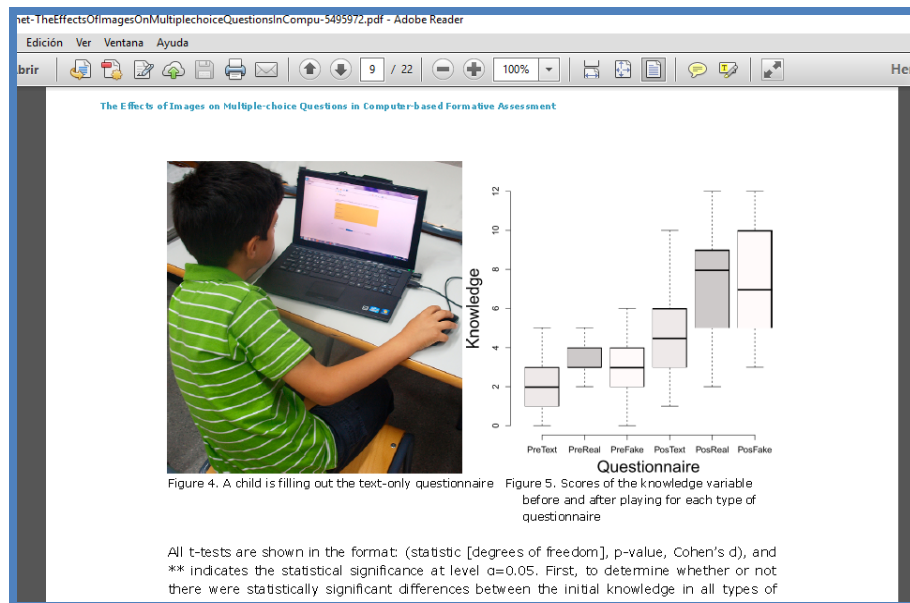 net-TheEffectsOfImagesOnMultiplechoiceQuestionsInCompu-5495972.pdf - Adobe Reader
Edición Ver Ventana Ayuda
brir 9 / 22 100% Her
The Effects of Images on Multiple-choice Questions in Computer-based Formative Assessment
Knowledge
12
10
8
6
4
2
0
PreText PreReal PreFake PosText PosReal PosFake
Questionnaire
Figure 4. A child is filling out the text-only questionnaire
Figure 5. Scores of the knowledge variable
before and after playing for each type of
questionnaire
All t-tests are shown in the format: (statistic [degrees of freedom], p-value, Cohen's d), and
** indicates the statistical significance at level α=0.05. First, to determine whether or not
there were statistically significant differences between the initial knowledge in all types of